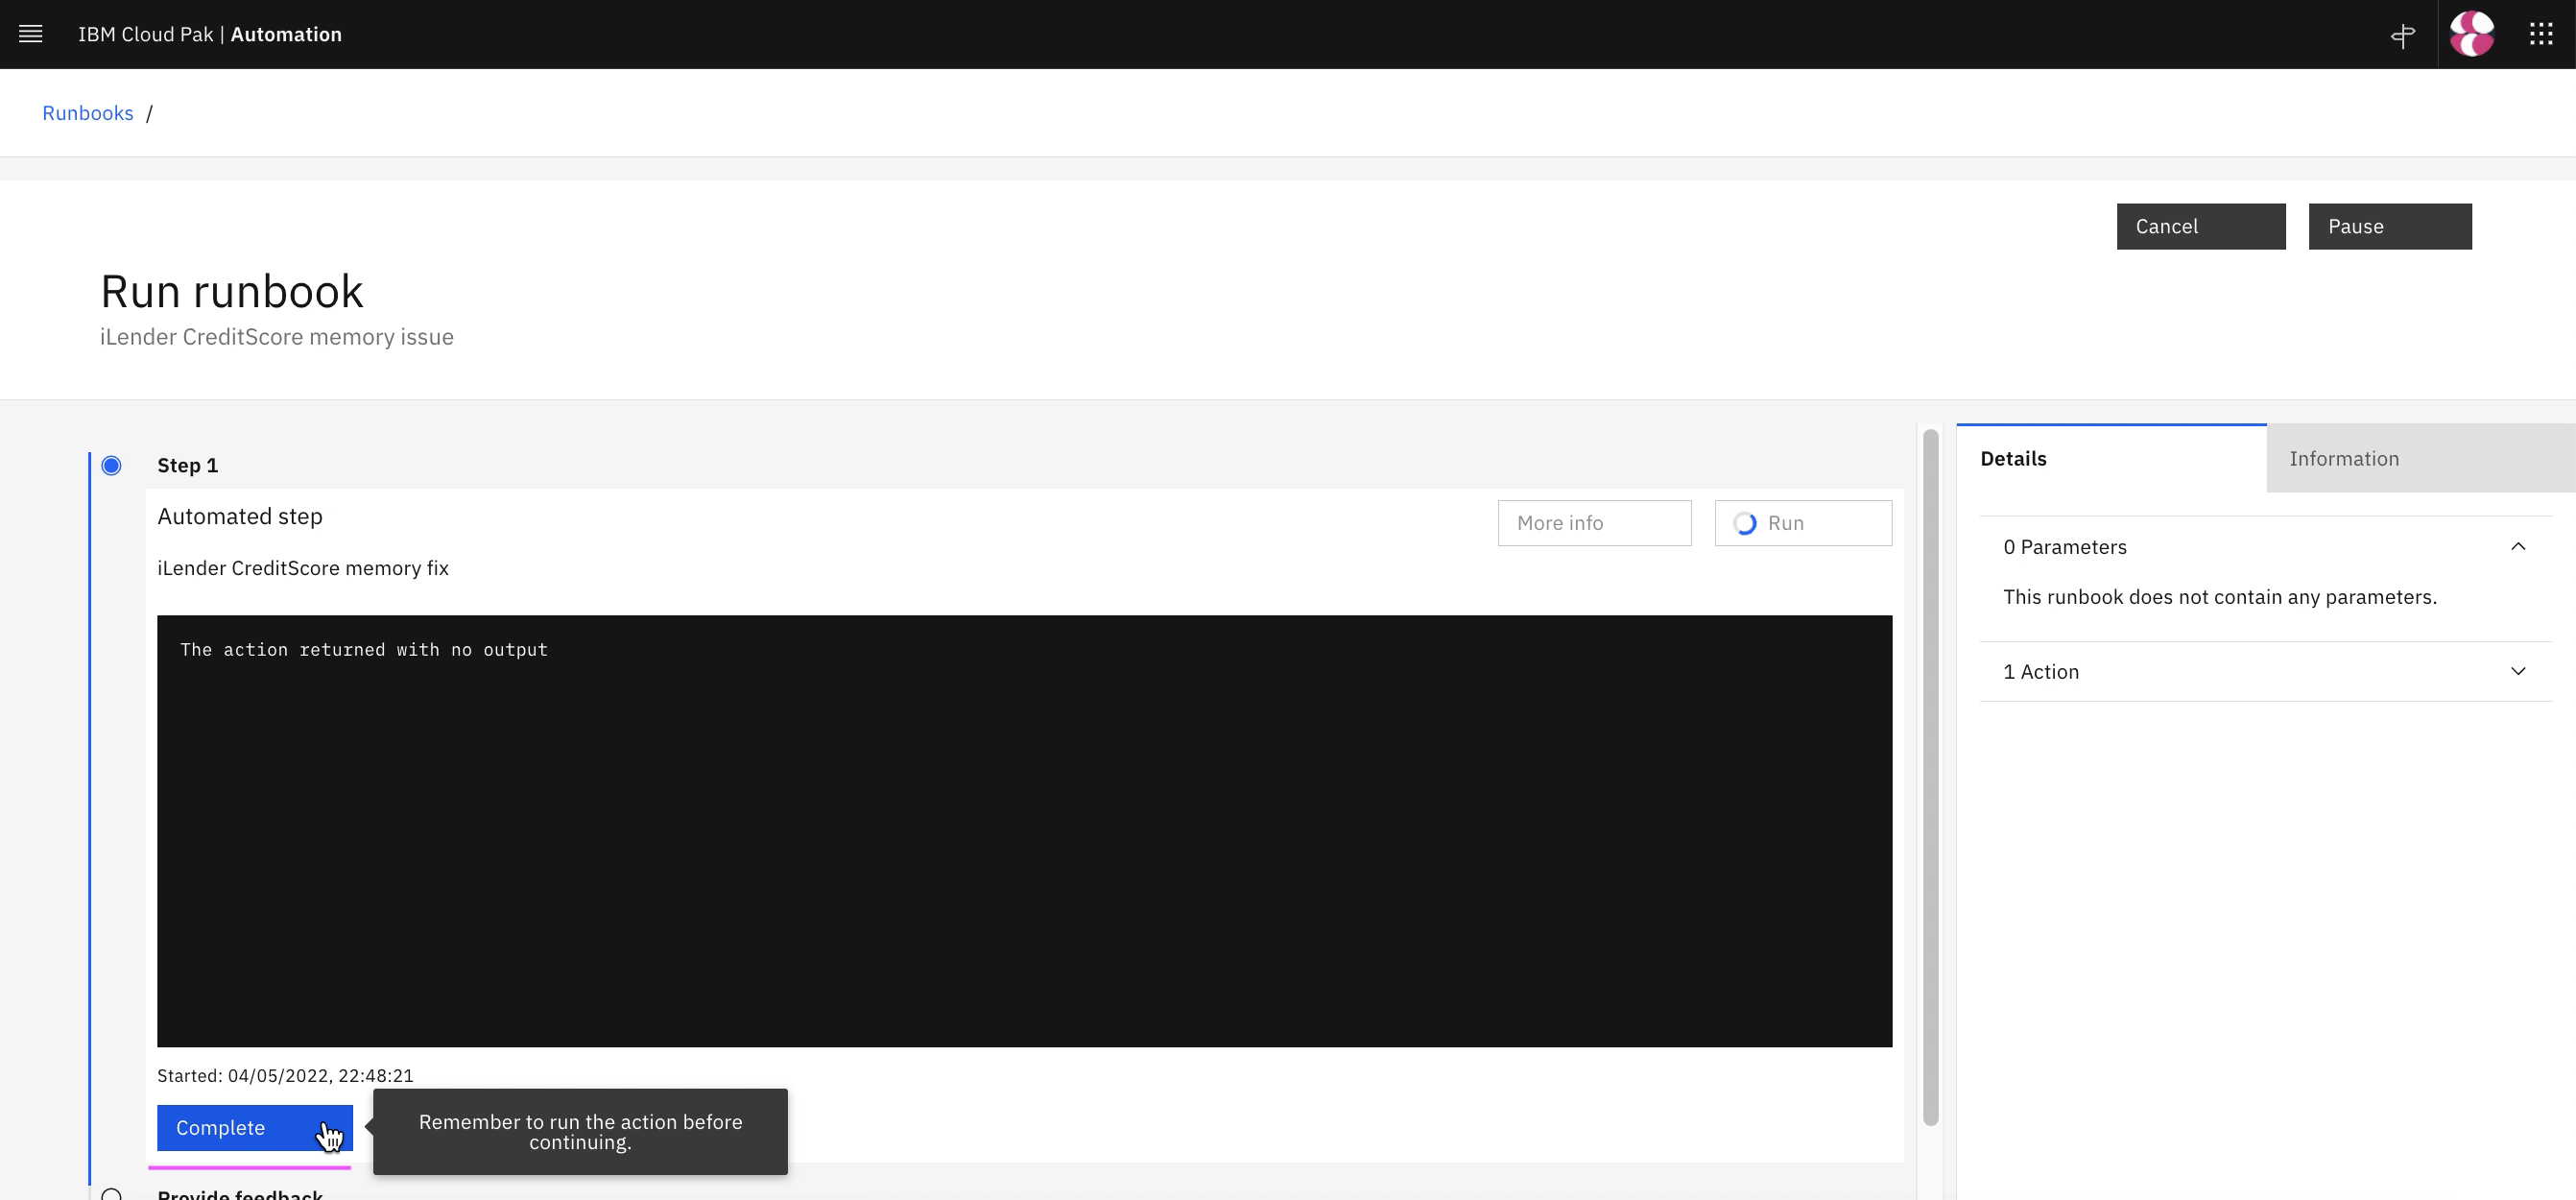 IBM Cloud Pak | Automation
Runbooks /
Cancel
Pause
Run runbook
iLender CreditScore memory issue
Step 1
Automated step
More info
Run
iLender CreditScore memory fix
The action returned with no output
Started: 04/05/2022, 22:48:21
Complete
Remember to run the action before
continuing.
Provide feedback
Details
Information
0 Parameters
This runbook does not contain any parameters.
1 Action